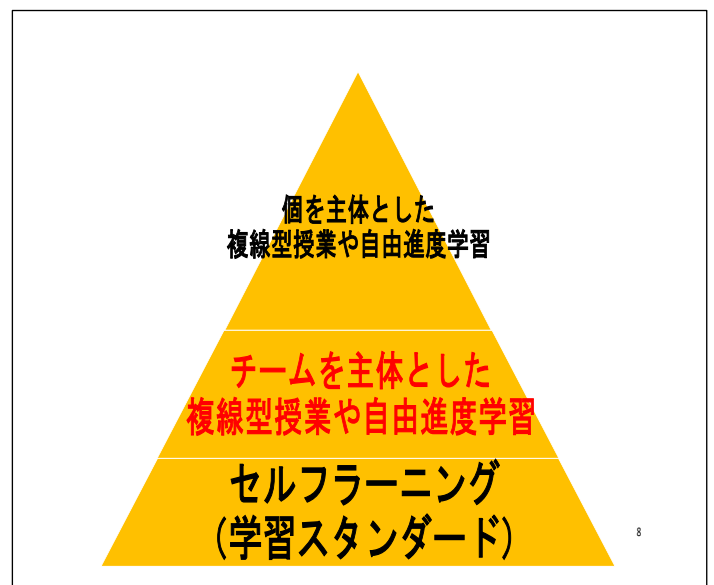 個を主体とした
複線型授業や自由進度学習
チームを主体とした
複線型授業や自由進度学習
セルフラーニング
（学習スタンダード）
8